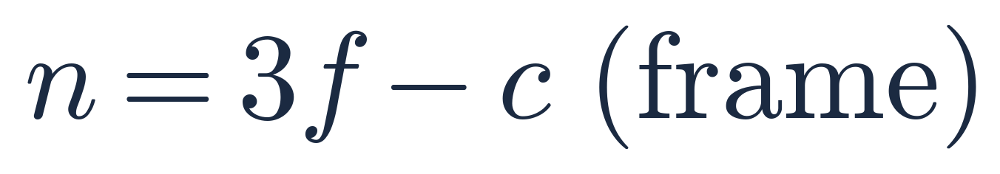 n = 3f − c (frame)